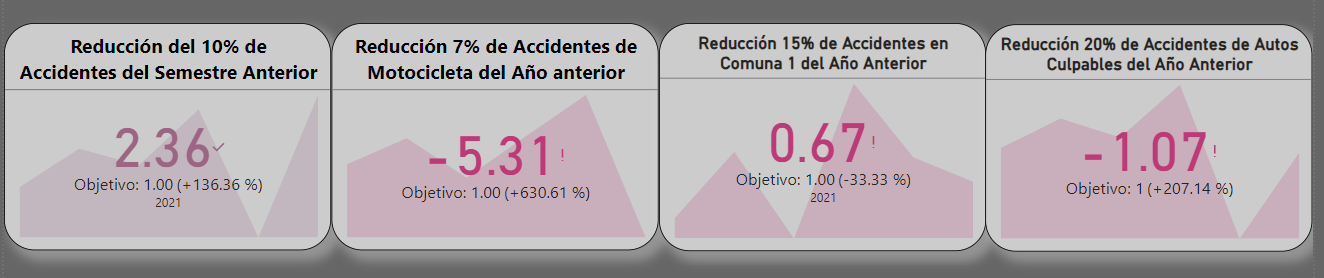 Reducción del 10% de
Accidentes del Semestre Anterior
2.36✓
Objetivo: 1.00 (+136.36 %)
2021
Reducción 7% de Accidentes de
Motocicleta del Año anterior
-5.31!
Objetivo: 1.00 (+630.61 %)
Reducción 15% de Accidentes en
Comuna 1 del Año Anterior
0.67!
Objetivo: 1.00 (-33.33 %)
2021
Reducción 20% de Accidentes de Autos
Culpables del Año Anterior
-1.07!
Objetivo: 1 (+207.14 %)